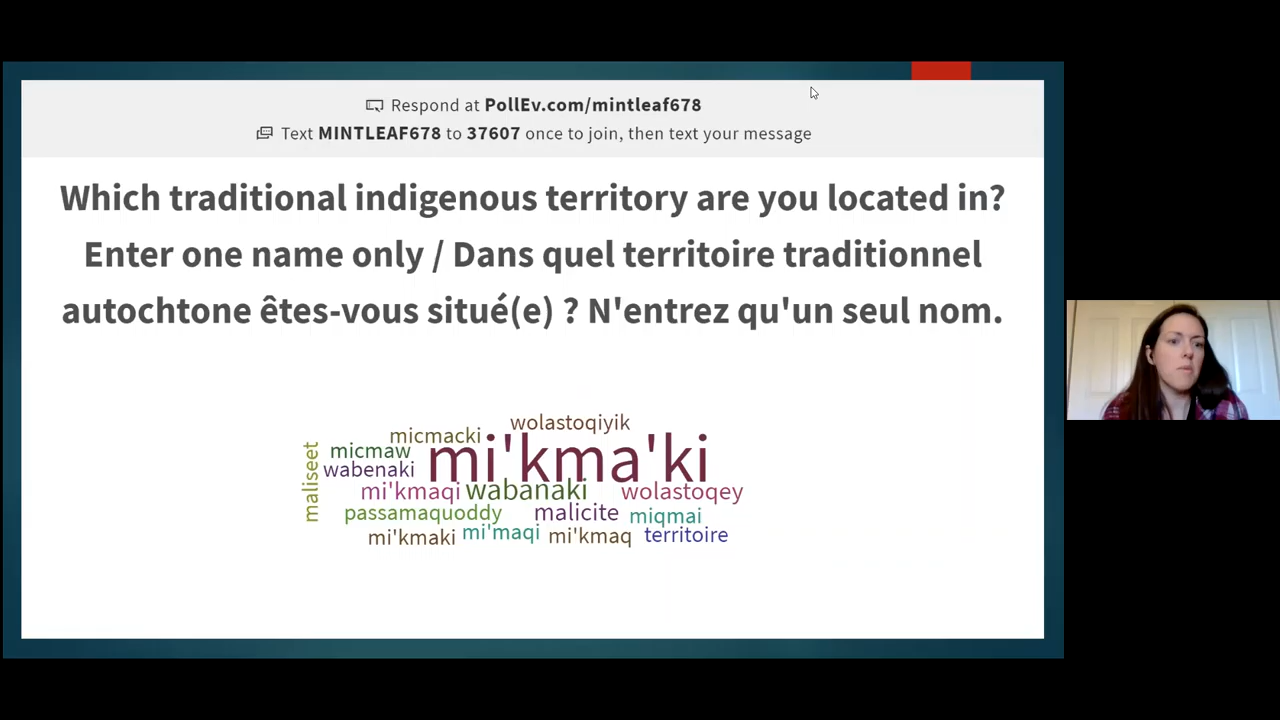 Respond at PollEv.com/mintleaf678
Text MINTLEAF678 to 37607 once to join, then text your message
Which traditional indigenous territory are you located in?
Enter one name only / Dans quel territoire traditionnel
autochtone êtes-vous situé(e) ? N'entrez qu'un seul nom.
wolastoqiyik
micmacki
mi'kma'ki
micmaw
wabenaki
maliseet
mi'kmaqi
wabanaki
wolastoqey
passamaquoddy
malicite
miqmai
mi'kmaki
mi'maqi
mi'kmaq
territoire